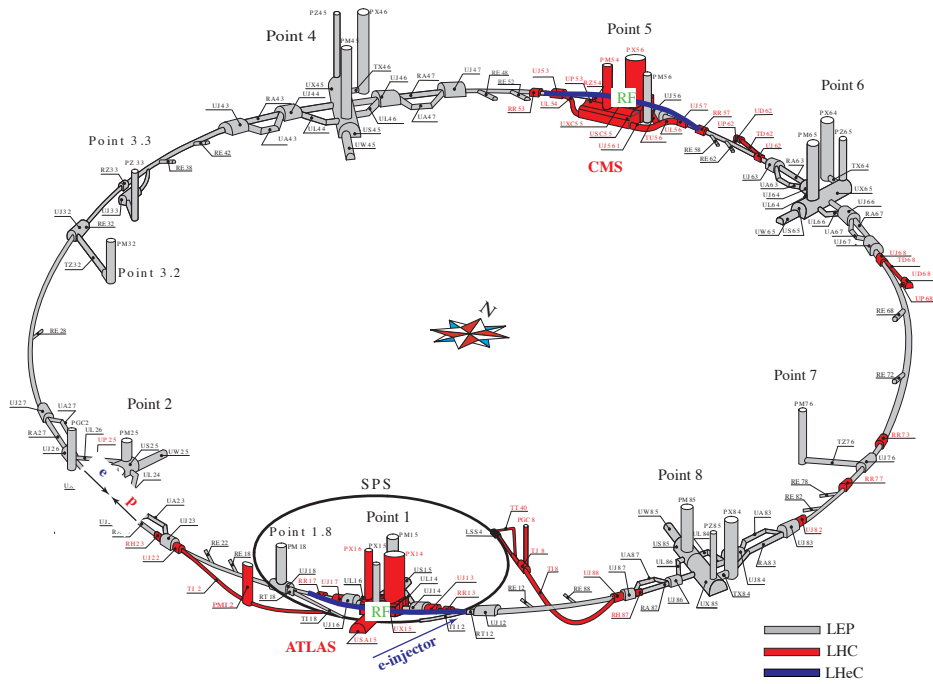 PZ45
PX46
PM45
Point 4
TX46
UX45
UJ46
RA47
UJ47
RE48
RE52
UJ44
RA43
UJ43
UA43
UL44
UL46
UA47
US45
UW45
Point 5
PX56
PM54
PM56
UJ53
UP53
RZ54
RF
UJ56
UJ57
RR57
RR53
UL54
UXC55
USC55
UJ561
TU56
UL56
RE58
RE62
CMS
UP62
UD62
TD62
UJ62
Point 6
PX64
PM65
PZ65
TX64
RA63
UJ63
UA63
UJ64
UL64
UX65
UW65
US65
UL66
UJ66
RA67
UA67
UJ67
UJ68
TD68
UD68
UP68
RE68
RE72
Point 3.3
RE42
PZ33
RE38
RZ33
UJ33
UJ32
RE32
PM32
TZ32
Point 3.2
RE28
N
Point 7
PM76
RR73
TZ76
UJ76
RR77
RE78
RE82
UJ82
UJ27
UA27
Point 2
PGC2
RA27
UL26
UP25
PM25
US25
UW25
UJ26
UL24
e
p
UA23
UJ23
RH23
UJ22
RE22
RE18
TI2
PM12
SPS
Point 1.8
PM18
Point 1
PM15
PX16
PX15
PX14
UJ18
RR17
UJ17
UL16
US15
UL14
UJ14
UJ13
RR13
RT18
TI18
UJ16
RF
USA15
UX15
TI12
RT12
UJ12
ATLAS
e-injector
LSS4
TT40
PGC8
TJ8
TI8
RE12
RE88
UJ88
UJ87
UA87
RH87
RA87
UJ86
UL86
Point 8
PM85
PX84
PZ85
UW85
US85
UL84
UA83
UJ83
RA83
UJ84
TX84
UX85
LEP
LHC
LHeC